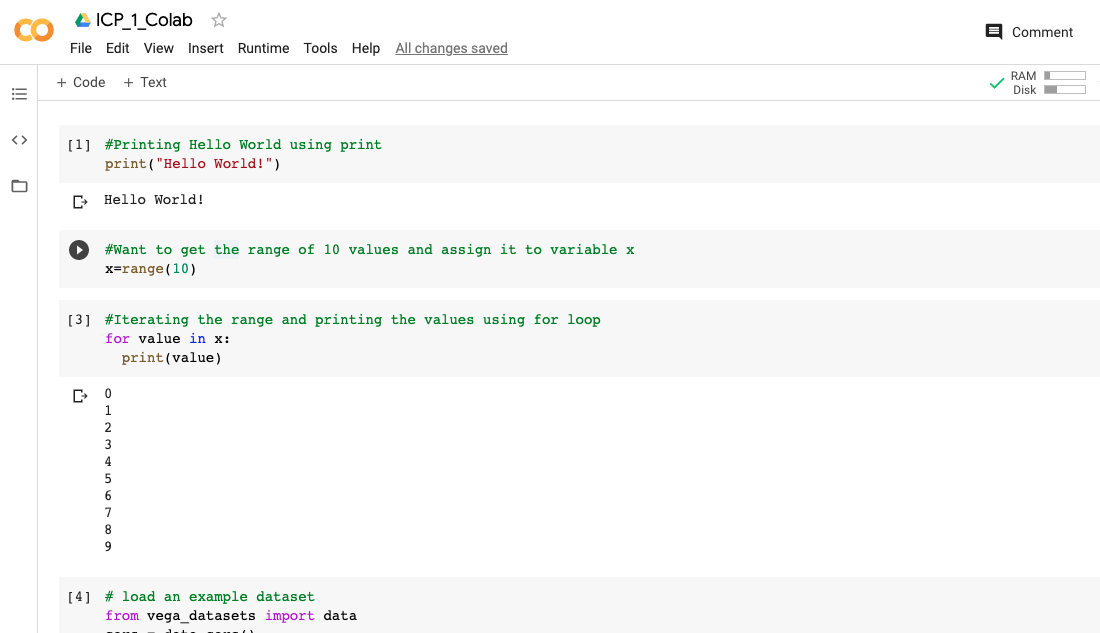 ICP_1_Colab
File Edit View Insert Runtime Tools Help All changes saved
Comment
+ Code + Text
RAM
Disk
[1] #Printing Hello World using print
print("Hello World!")
Hello World!
#Want to get the range of 10 values and assign it to variable x
x=range(10)
[3] #Iterating the range and printing the values using for loop
for value in x:
print(value)
0
1
2
3
4
5
6
7
8
9
[4] # load an example dataset
from vega_datasets import data